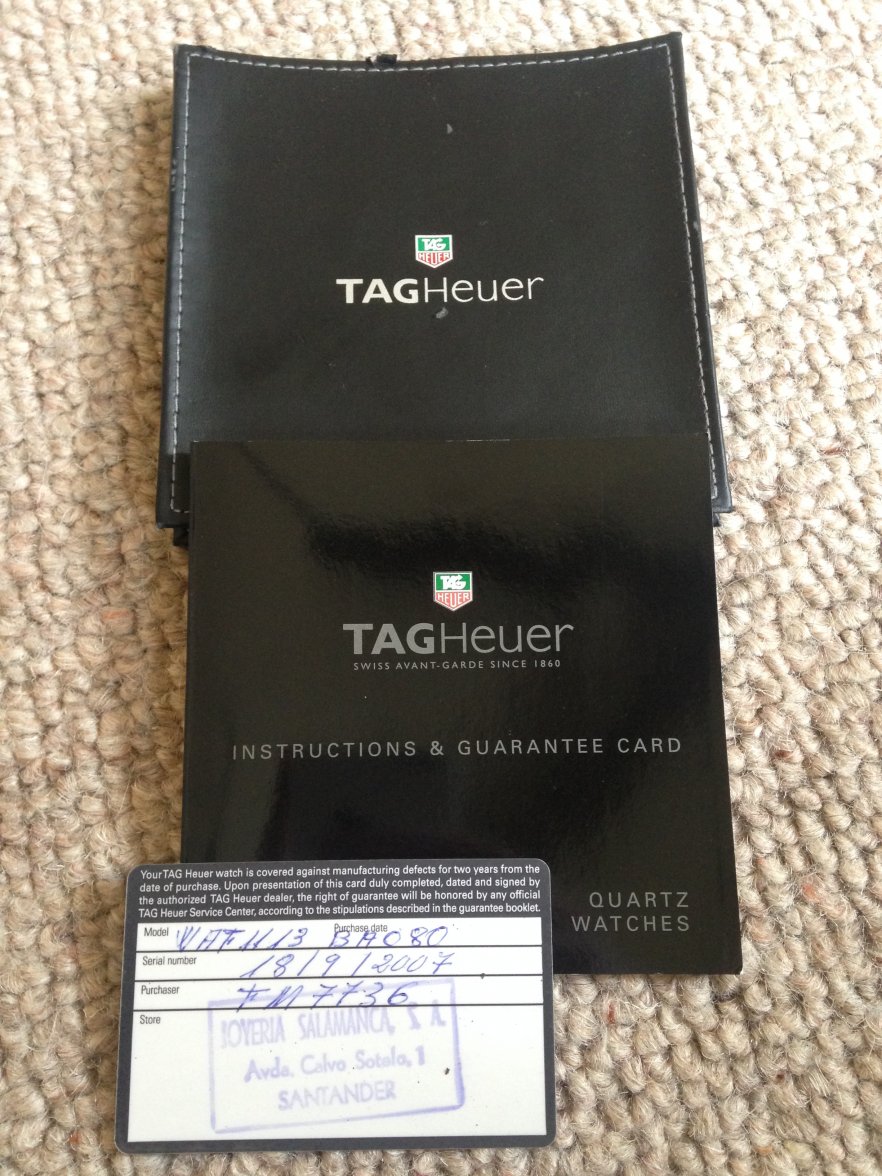 TAG
HEUER
TAGHeuer
TAG
HEUER
TAGHeuer
SWISS AVANT-GARDE SINCE 1860
INSTRUCTIONS & GUARANTEE CARD
QUARTZ
WATCHES
Your TAG Heuer watch is covered against manufacturing defects for two years from the
date of purchase. Upon presentation of this card duly completed, dated and signed by
the authorized TAG Heuer dealer, the right of guarantee will be honored by any official
TAG Heuer Service Center, according to the stipulations described in the guarantee booklet.
Model Purchase date
BA080
Serial number 18/9/2007
Purchaser FM7736
Store
JOYERIA SALAMANCA, S. A.
Avda. Calvo Sotelo, 1
SANTANDER